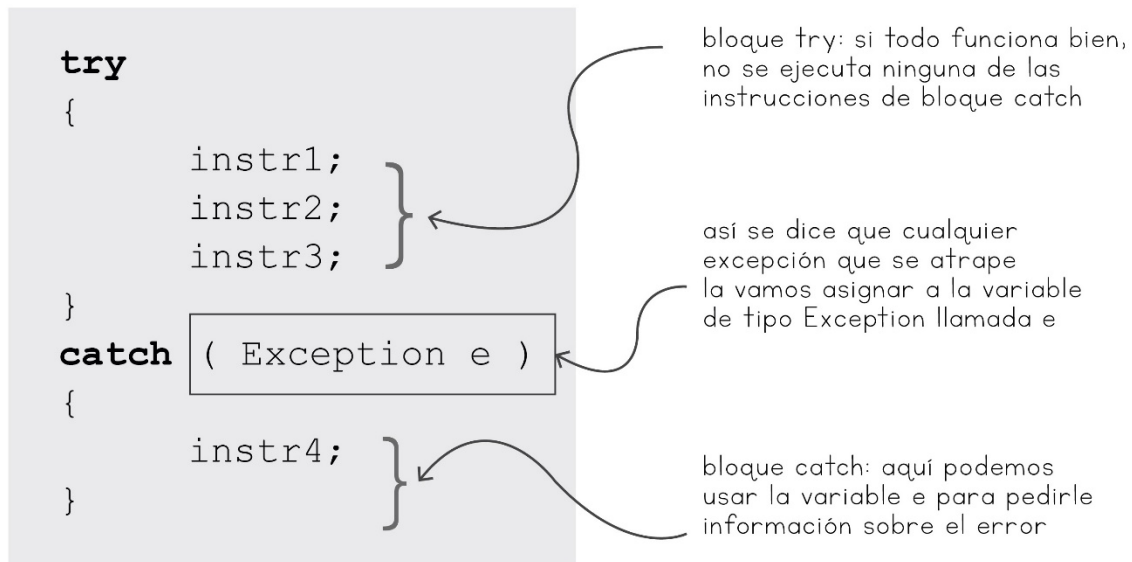 try
{
instr1;
instr2;
instr3;
}
catch ( Exception e )
{
instr4;
}
bloque try: si todo funciona bien,
no se ejecuta ninguna de las
instrucciones de bloque catch
así se dice que cualquier
excepción que se atrape
la vamos asignar a la variable
de tipo Exception llamada e
bloque catch: aquí podemos
usar la variable e para pedirle
información sobre el error